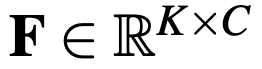 𝐅 ∈ ℝ^{K×C}